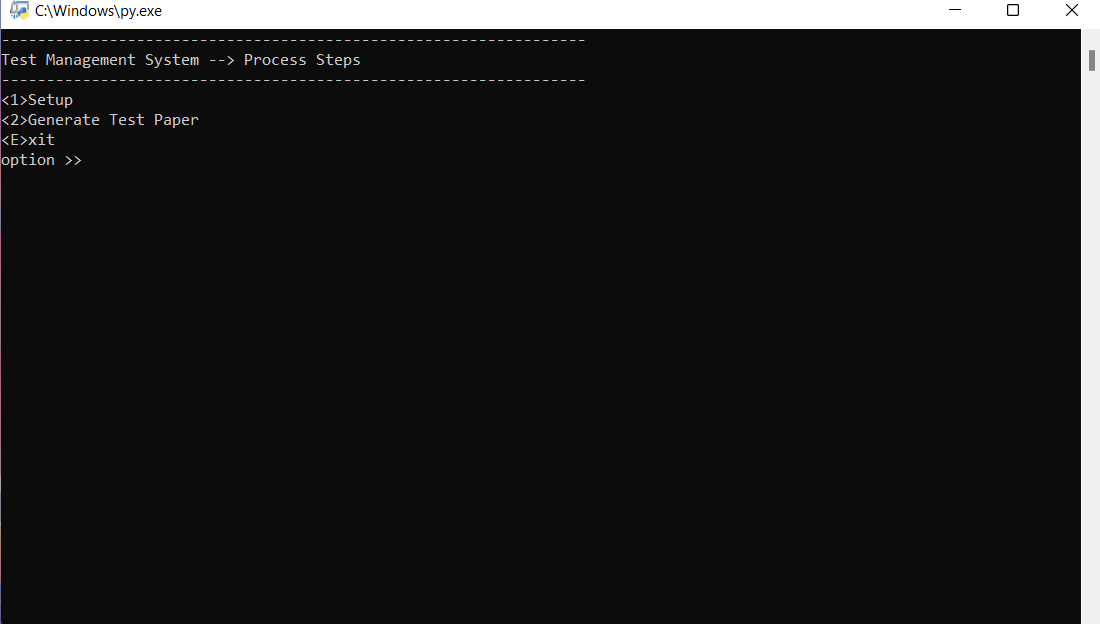 C:\Windows\py.exe
-----------------------------------------------------------------
Test Management System --> Process Steps
-----------------------------------------------------------------
<1>Setup
<2>Generate Test Paper
<E>xit
option >>